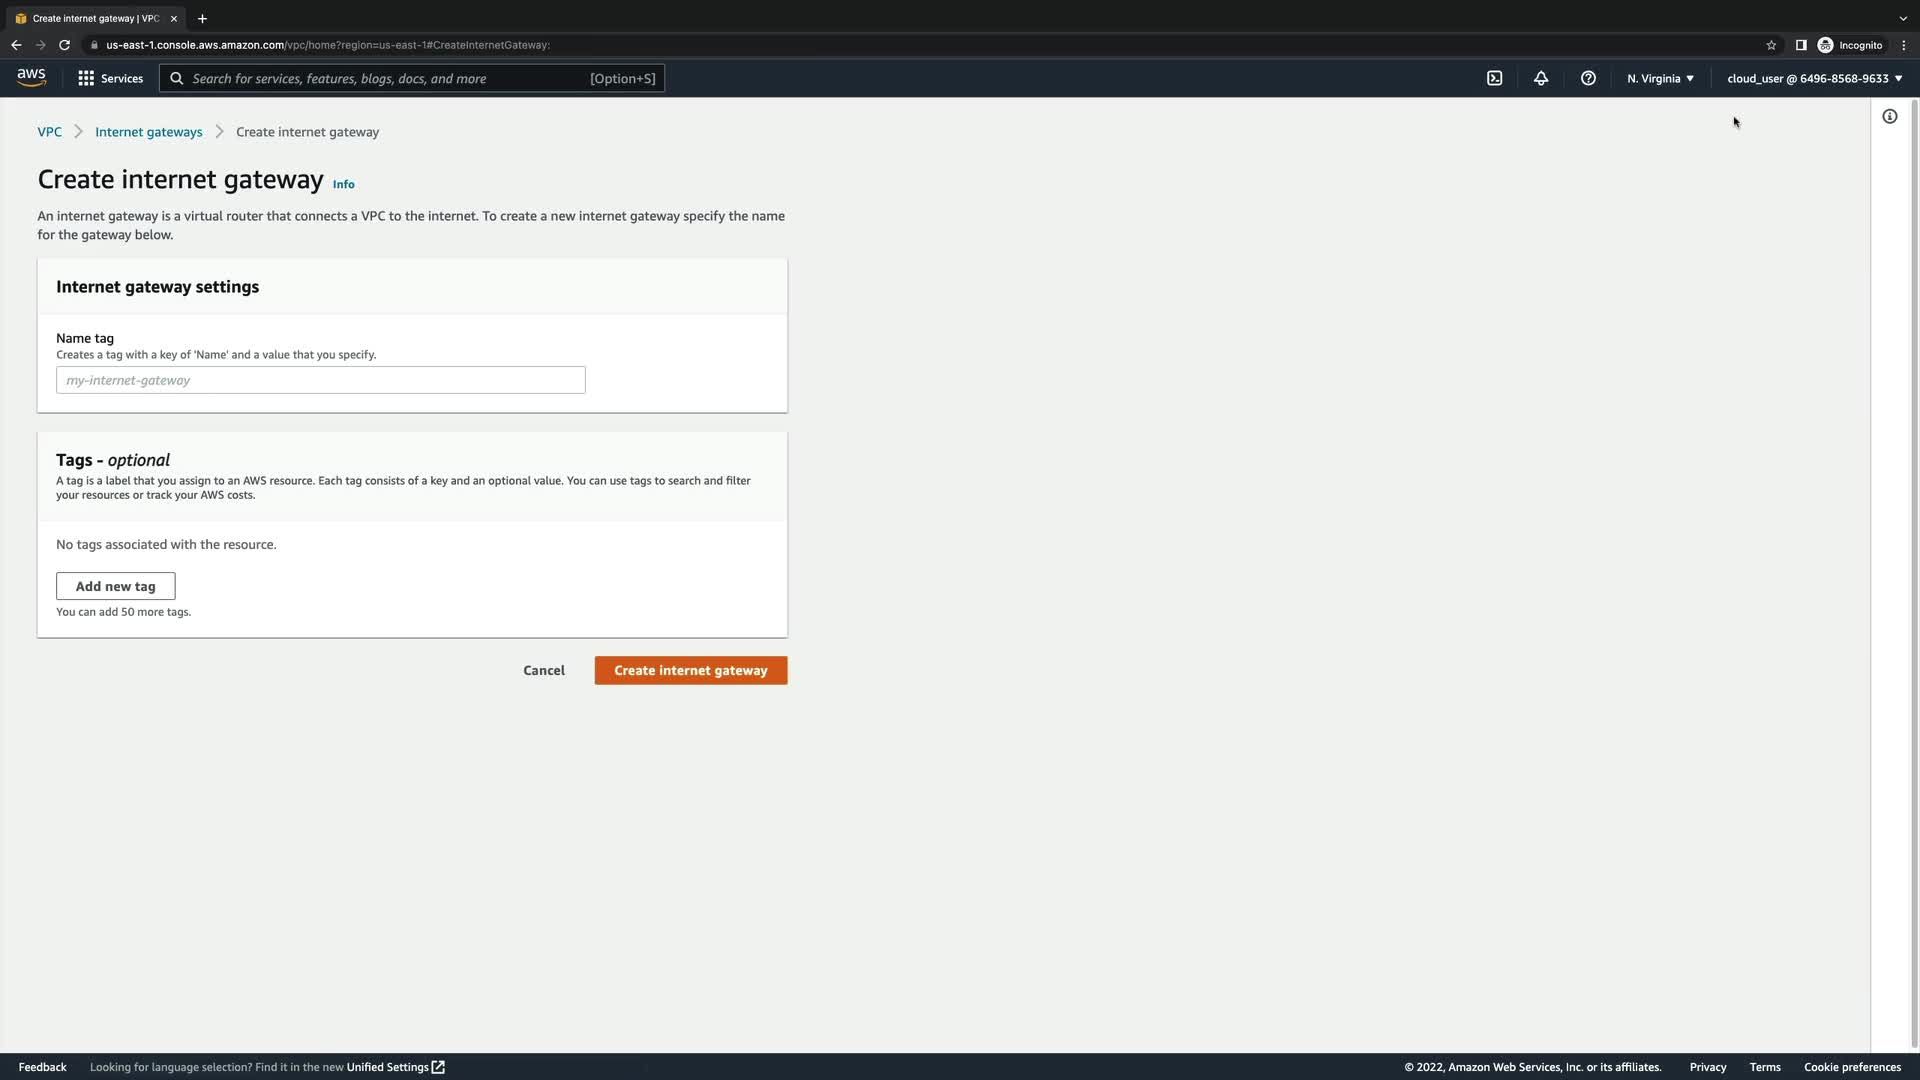 Create internet gateway | VPC
us-east-1.console.aws.amazon.com/vpc/home?region=us-east-1#CreateInternetGateway:
Incognito
aws
Services
Search for services, features, blogs, docs, and more
[Option+S]
N. Virginia
cloud_user @ 6496-8568-9633
VPC
Internet gateways
Create internet gateway
Create internet gateway
Info
An internet gateway is a virtual router that connects a VPC to the internet. To create a new internet gateway specify the name
for the gateway below.
Internet gateway settings
Name tag
Creates a tag with a key of 'Name' and a value that you specify.
my-internet-gateway
Tags - optional
A tag is a label that you assign to an AWS resource. Each tag consists of a key and an optional value. You can use tags to search and filter
your resources or track your AWS costs.
No tags associated with the resource.
Add new tag
You can add 50 more tags.
Cancel
Create internet gateway
Feedback
Looking for language selection? Find it in the new Unified Settings
© 2022, Amazon Web Services, Inc. or its affiliates.
Privacy
Terms
Cookie preferences